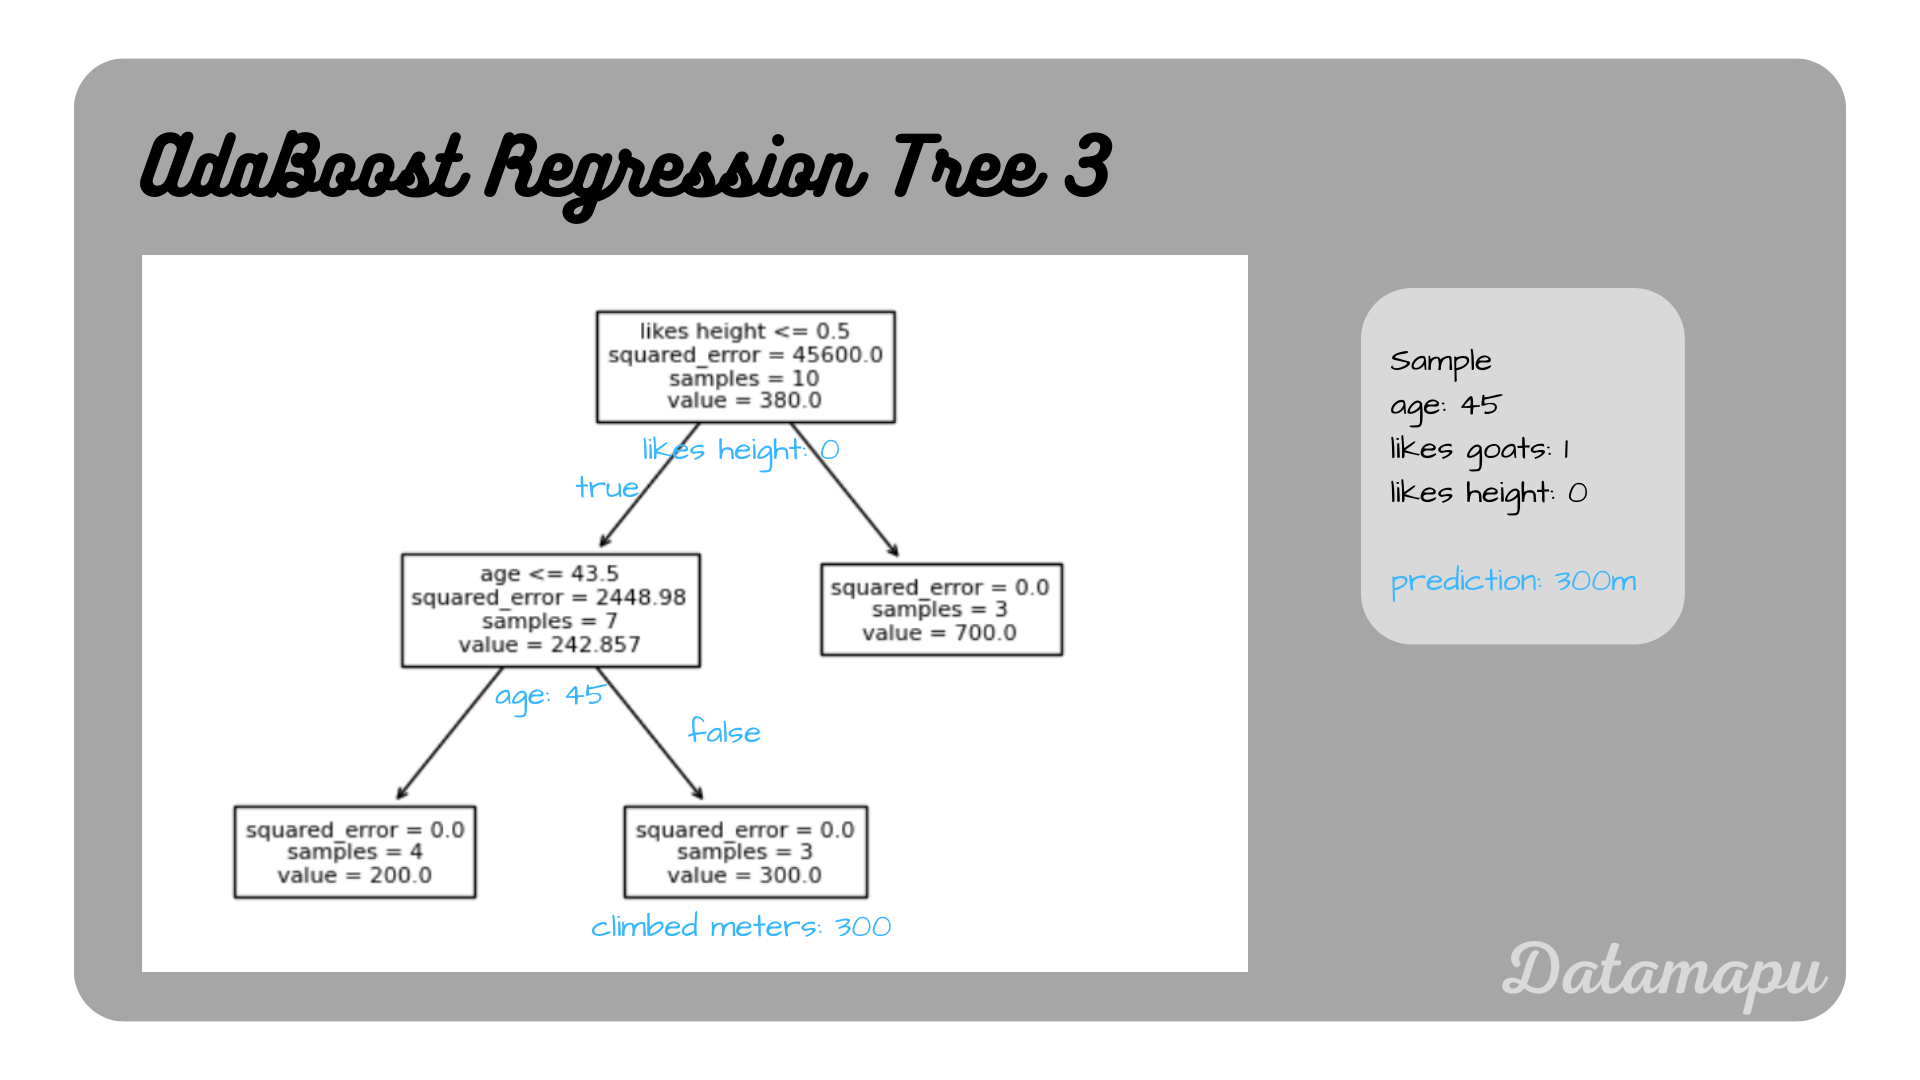 AdaBoost Regression Tree 3
likes height <= 0.5
squared_error = 45600.0
samples = 10
value = 380.0
likes height: 0
true
age <= 43.5
squared_error = 2448.98
samples = 7
value = 242.857
squared_error = 0.0
samples = 3
value = 700.0
age: 45
false
squared_error = 0.0
samples = 4
value = 200.0
squared_error = 0.0
samples = 3
value = 300.0
climbed meters: 300
Sample
age: 45
likes goats: 1
likes height: 0
prediction: 300m
Datamapu